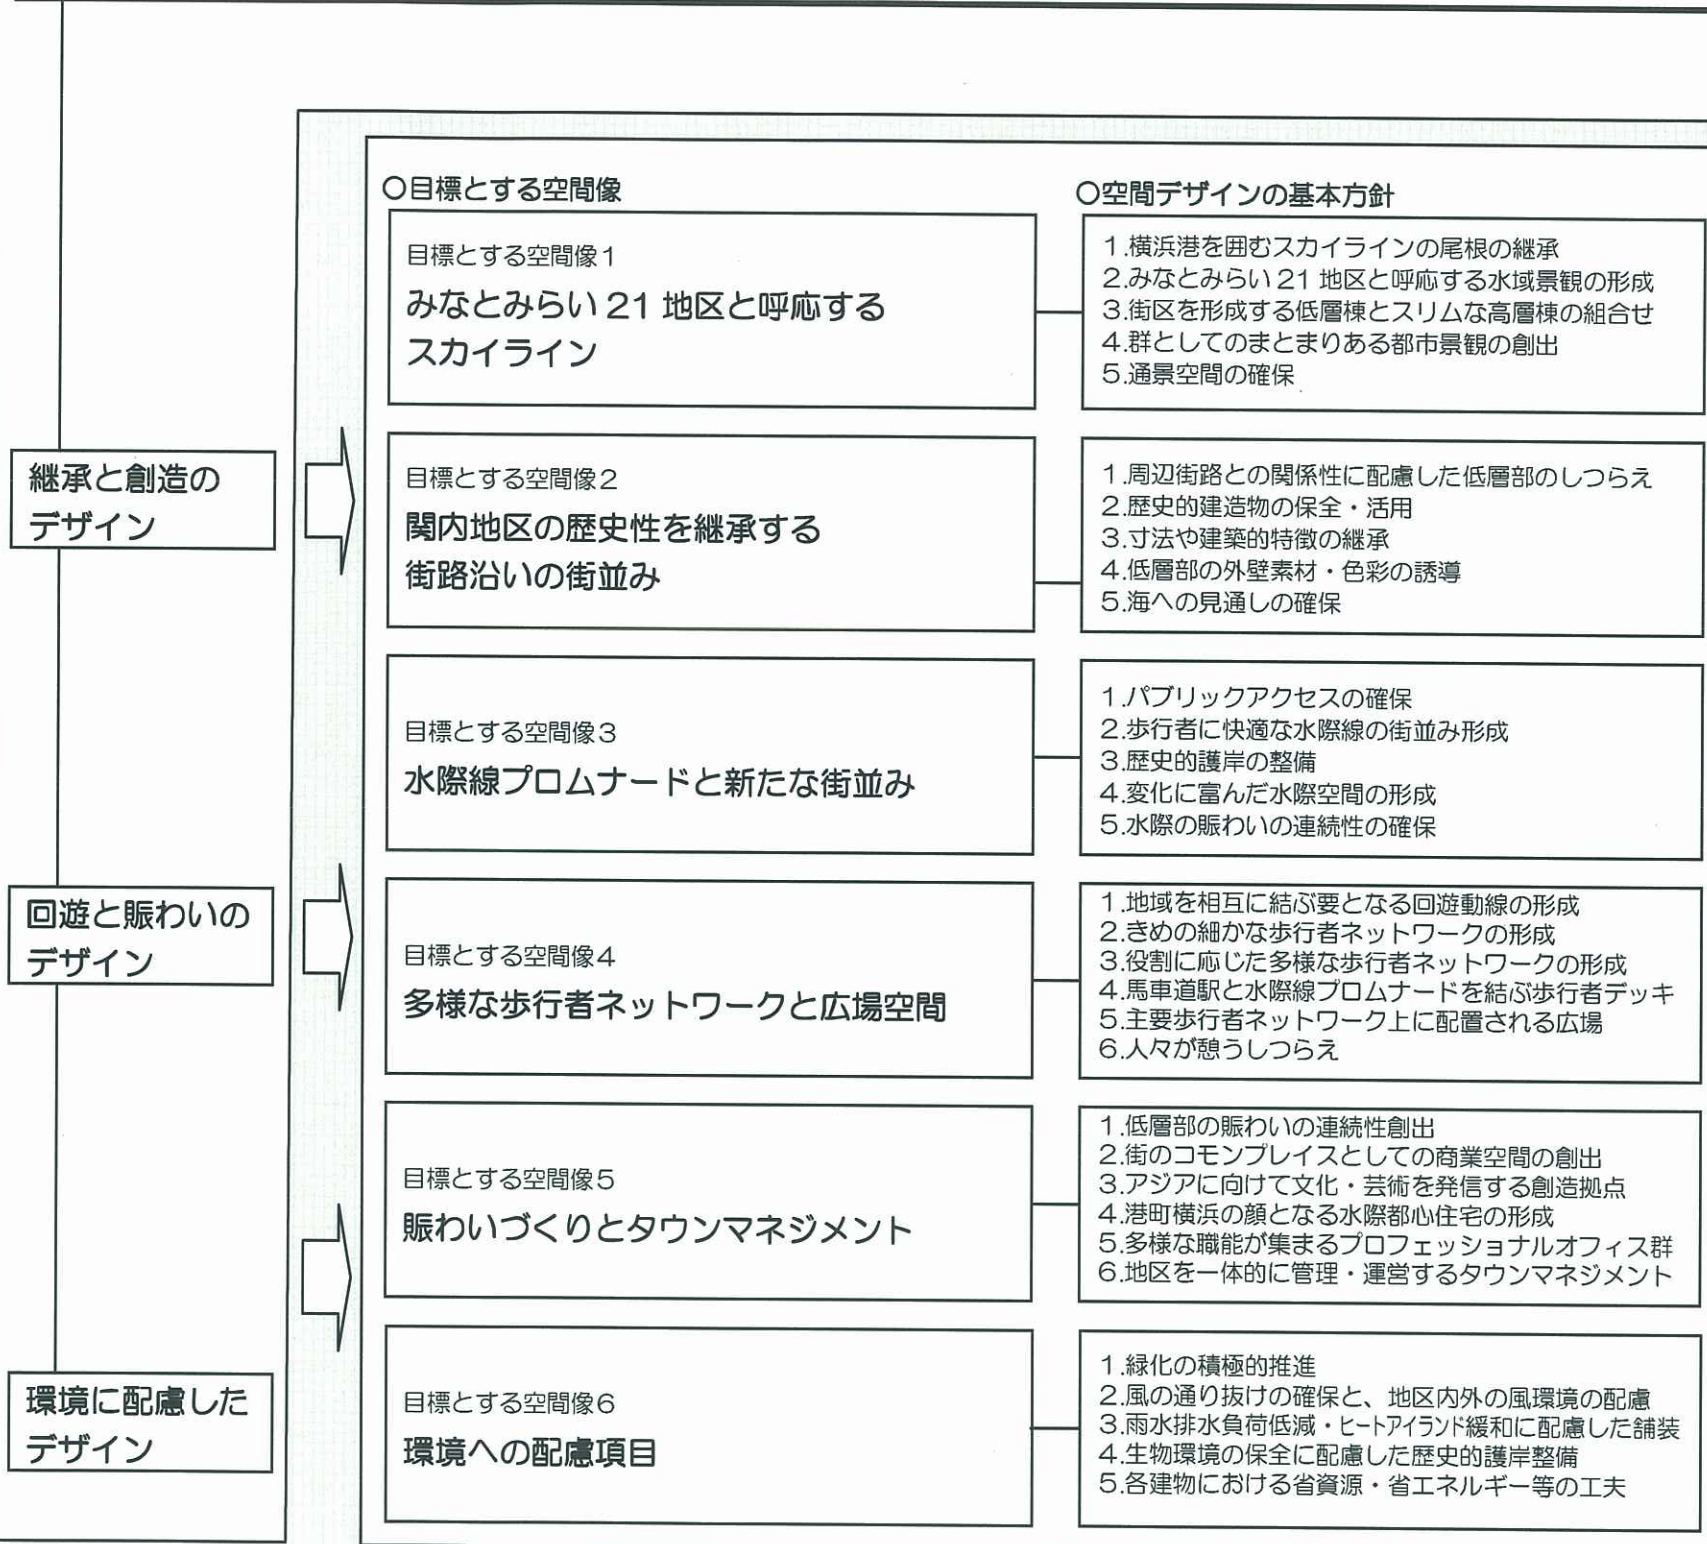 継承と創造の
デザイン
回遊と賑わいの
デザイン
環境に配慮した
デザイン
○目標とする空間像
目標とする空間像1
みなとみらい 21 地区と呼応する
スカイライン
目標とする空間像2
関内地区の歴史性を継承する
街路沿いの街並み
目標とする空間像3
水際線プロムナードと新たな街並み
目標とする空間像4
多様な歩行者ネットワークと広場空間
目標とする空間像5
賑わいづくりとタウンマネジメント
目標とする空間像6
環境への配慮項目
○空間デザインの基本方針
1.横浜港を囲むスカイラインの尾根の継承
2.みなとみらい 21 地区と呼応する水域景観の形成
3.街区を形成する低層棟とスリムな高層棟の組合せ
4.群としてのまとまりある都市景観の創出
5.通景空間の確保
1.周辺街路との関係性に配慮した低層部のしつらえ
2.歴史的建造物の保全・活用
3.寸法や建築的特徴の継承
4.低層部の外壁素材・色彩の誘導
5.海への見通しの確保
1.パブリックアクセスの確保
2.歩行者に快適な水際線の街並み形成
3.歴史的護岸の整備
4.変化に富んだ水際空間の形成
5.水際の賑わいの連続性の確保
1.地域を相互に結ぶ要となる回遊動線の形成
2.きめの細かな歩行者ネットワークの形成
3.役割に応じた多様な歩行者ネットワークの形成
4.馬車道駅と水際線プロムナードを結ぶ歩行者デッキ
5.主要歩行者ネットワーク上に配置される広場
6.人々が憩うしつらえ
1.低層部の賑わいの連続性創出
2.街のコモンプレイスとしての商業空間の創出
3.アジアに向けて文化・芸術を発信する創造拠点
4.港町横浜の顔となる水際都心住宅の形成
5.多様な職能が集まるプロフェッショナルオフィス群
6.地区を一体的に管理・運営するタウンマネジメント
1.緑化の積極的推進
2.風の通り抜けの確保と、地区内外の風環境の配慮
3.雨水排水負荷低減・ヒートアイランド緩和に配慮した舗装
4.生物環境の保全に配慮した歴史的護岸整備
5.各建物における省資源・省エネルギー等の工夫